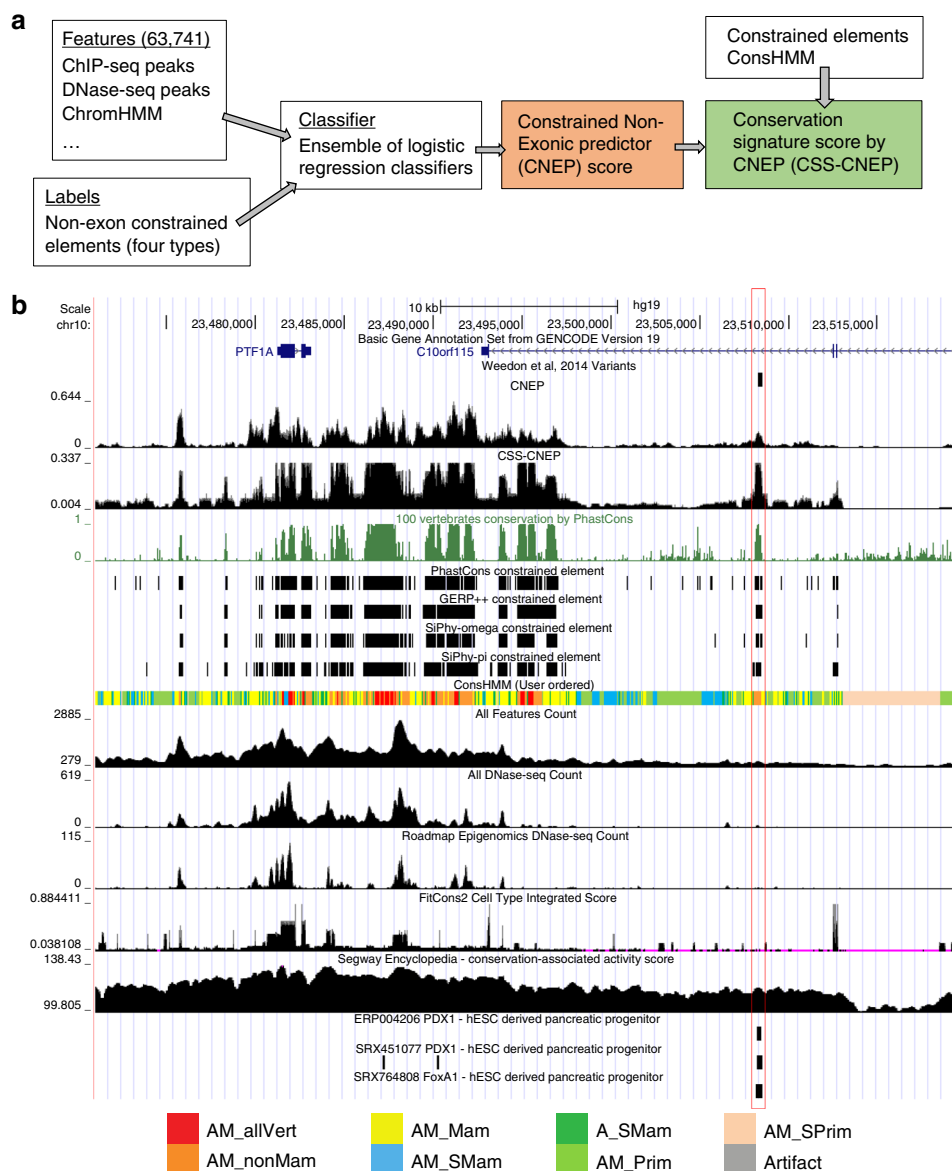 a
Features (63,741)
ChIP-seq peaks
DNase-seq peaks
ChromHMM
…
Labels
Non-exon constrained
elements (four types)
Classifier
Ensemble of logistic
regression classifiers
Constrained Non-
Exonic predictor
(CNEP) score
Constrained elements
ConsHMM
Conservation
signature score by
CNEP (CSS-CNEP)
b
Scale
10 kb
hg19
chr10:
23,480,000
23,485,000
23,490,000
23,495,000
23,500,000
23,505,000
23,510,000
23,515,000
Basic Gene Annotation Set from GENCODE Version 19
PTF1A
C10orf115
Weedon et al, 2014 Variants
CNEP
0.644
0
CSS-CNEP
0.337
0.004
100 vertebrates conservation by PhastCons
1
0
PhastCons constrained element
GERP++ constrained element
SiPhy-omega constrained element
SiPhy-pi constrained element
ConsHMM (User ordered)
All Features Count
2885
279
All DNase-seq Count
619
0
Roadmap Epigenomics DNase-seq Count
115
0
FitCons2 Cell Type Integrated Score
0.884411
0.038108
Segway Encyclopedia - conservation-associated activity score
138.43
99.805
ERP004206 PDX1 - hESC derived pancreatic progenitor
SRX451077 PDX1 - hESC derived pancreatic progenitor
SRX764808 FoxA1 - hESC derived pancreatic progenitor
AM_allVert
AM_Mam
A_SMam
AM_SPrim
AM_nonMam
AM_SMam
AM_Prim
Artifact